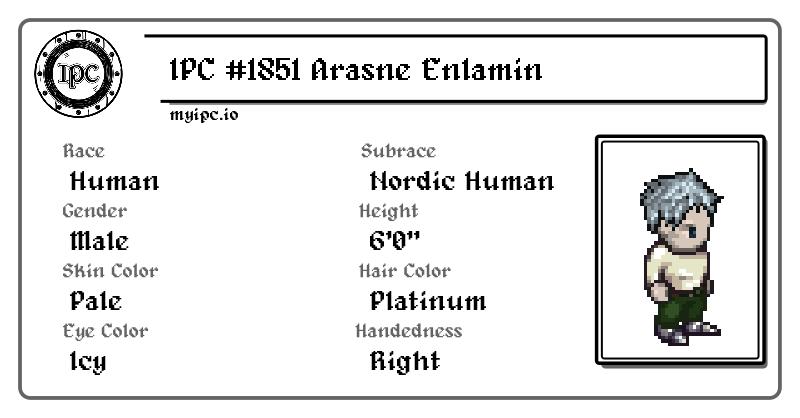 IPC
IPC #1851 Arasne Enlamin
myipc.io
Race
Human
Subrace
Nordic Human
Gender
Male
Height
6'0"
Skin Color
Pale
Hair Color
Platinum
Eye Color
Icy
Handedness
Right